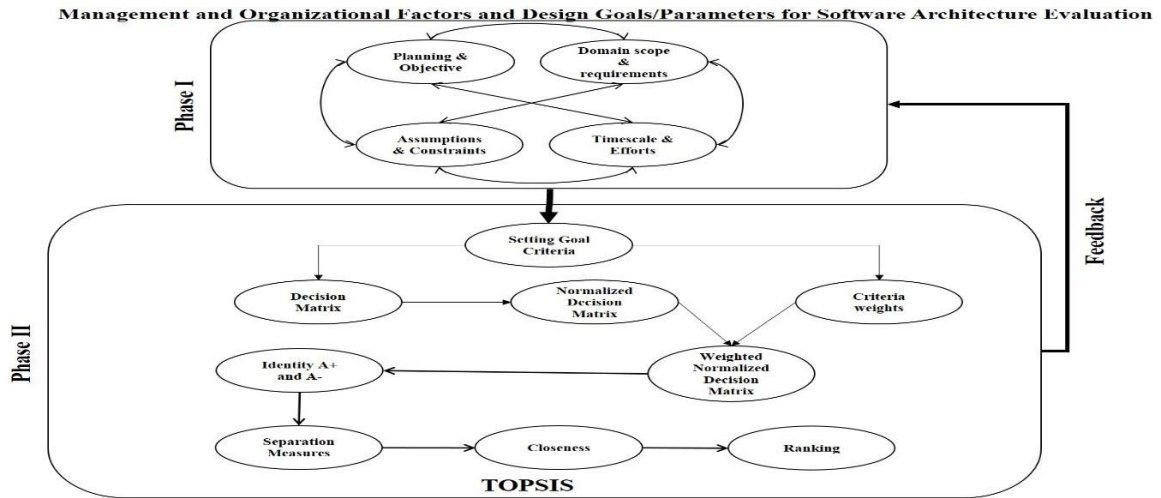 Management and Organizational Factors and Design Goals/Parameters for Software Architecture Evaluation
Phase I
Planning &
Objective
Domain scope
&
requirements
Assumptions
& Constraints
Timescale &
Efforts
Feedback
Phase II
Setting Goal
Criteria
Decision
Matrix
Normalized
Decision
Matrix
Criteria
weights
Weighted
Normalized
Decision
Matrix
Identity A+
and A-
Separation
Measures
Closeness
Ranking
TOPSIS